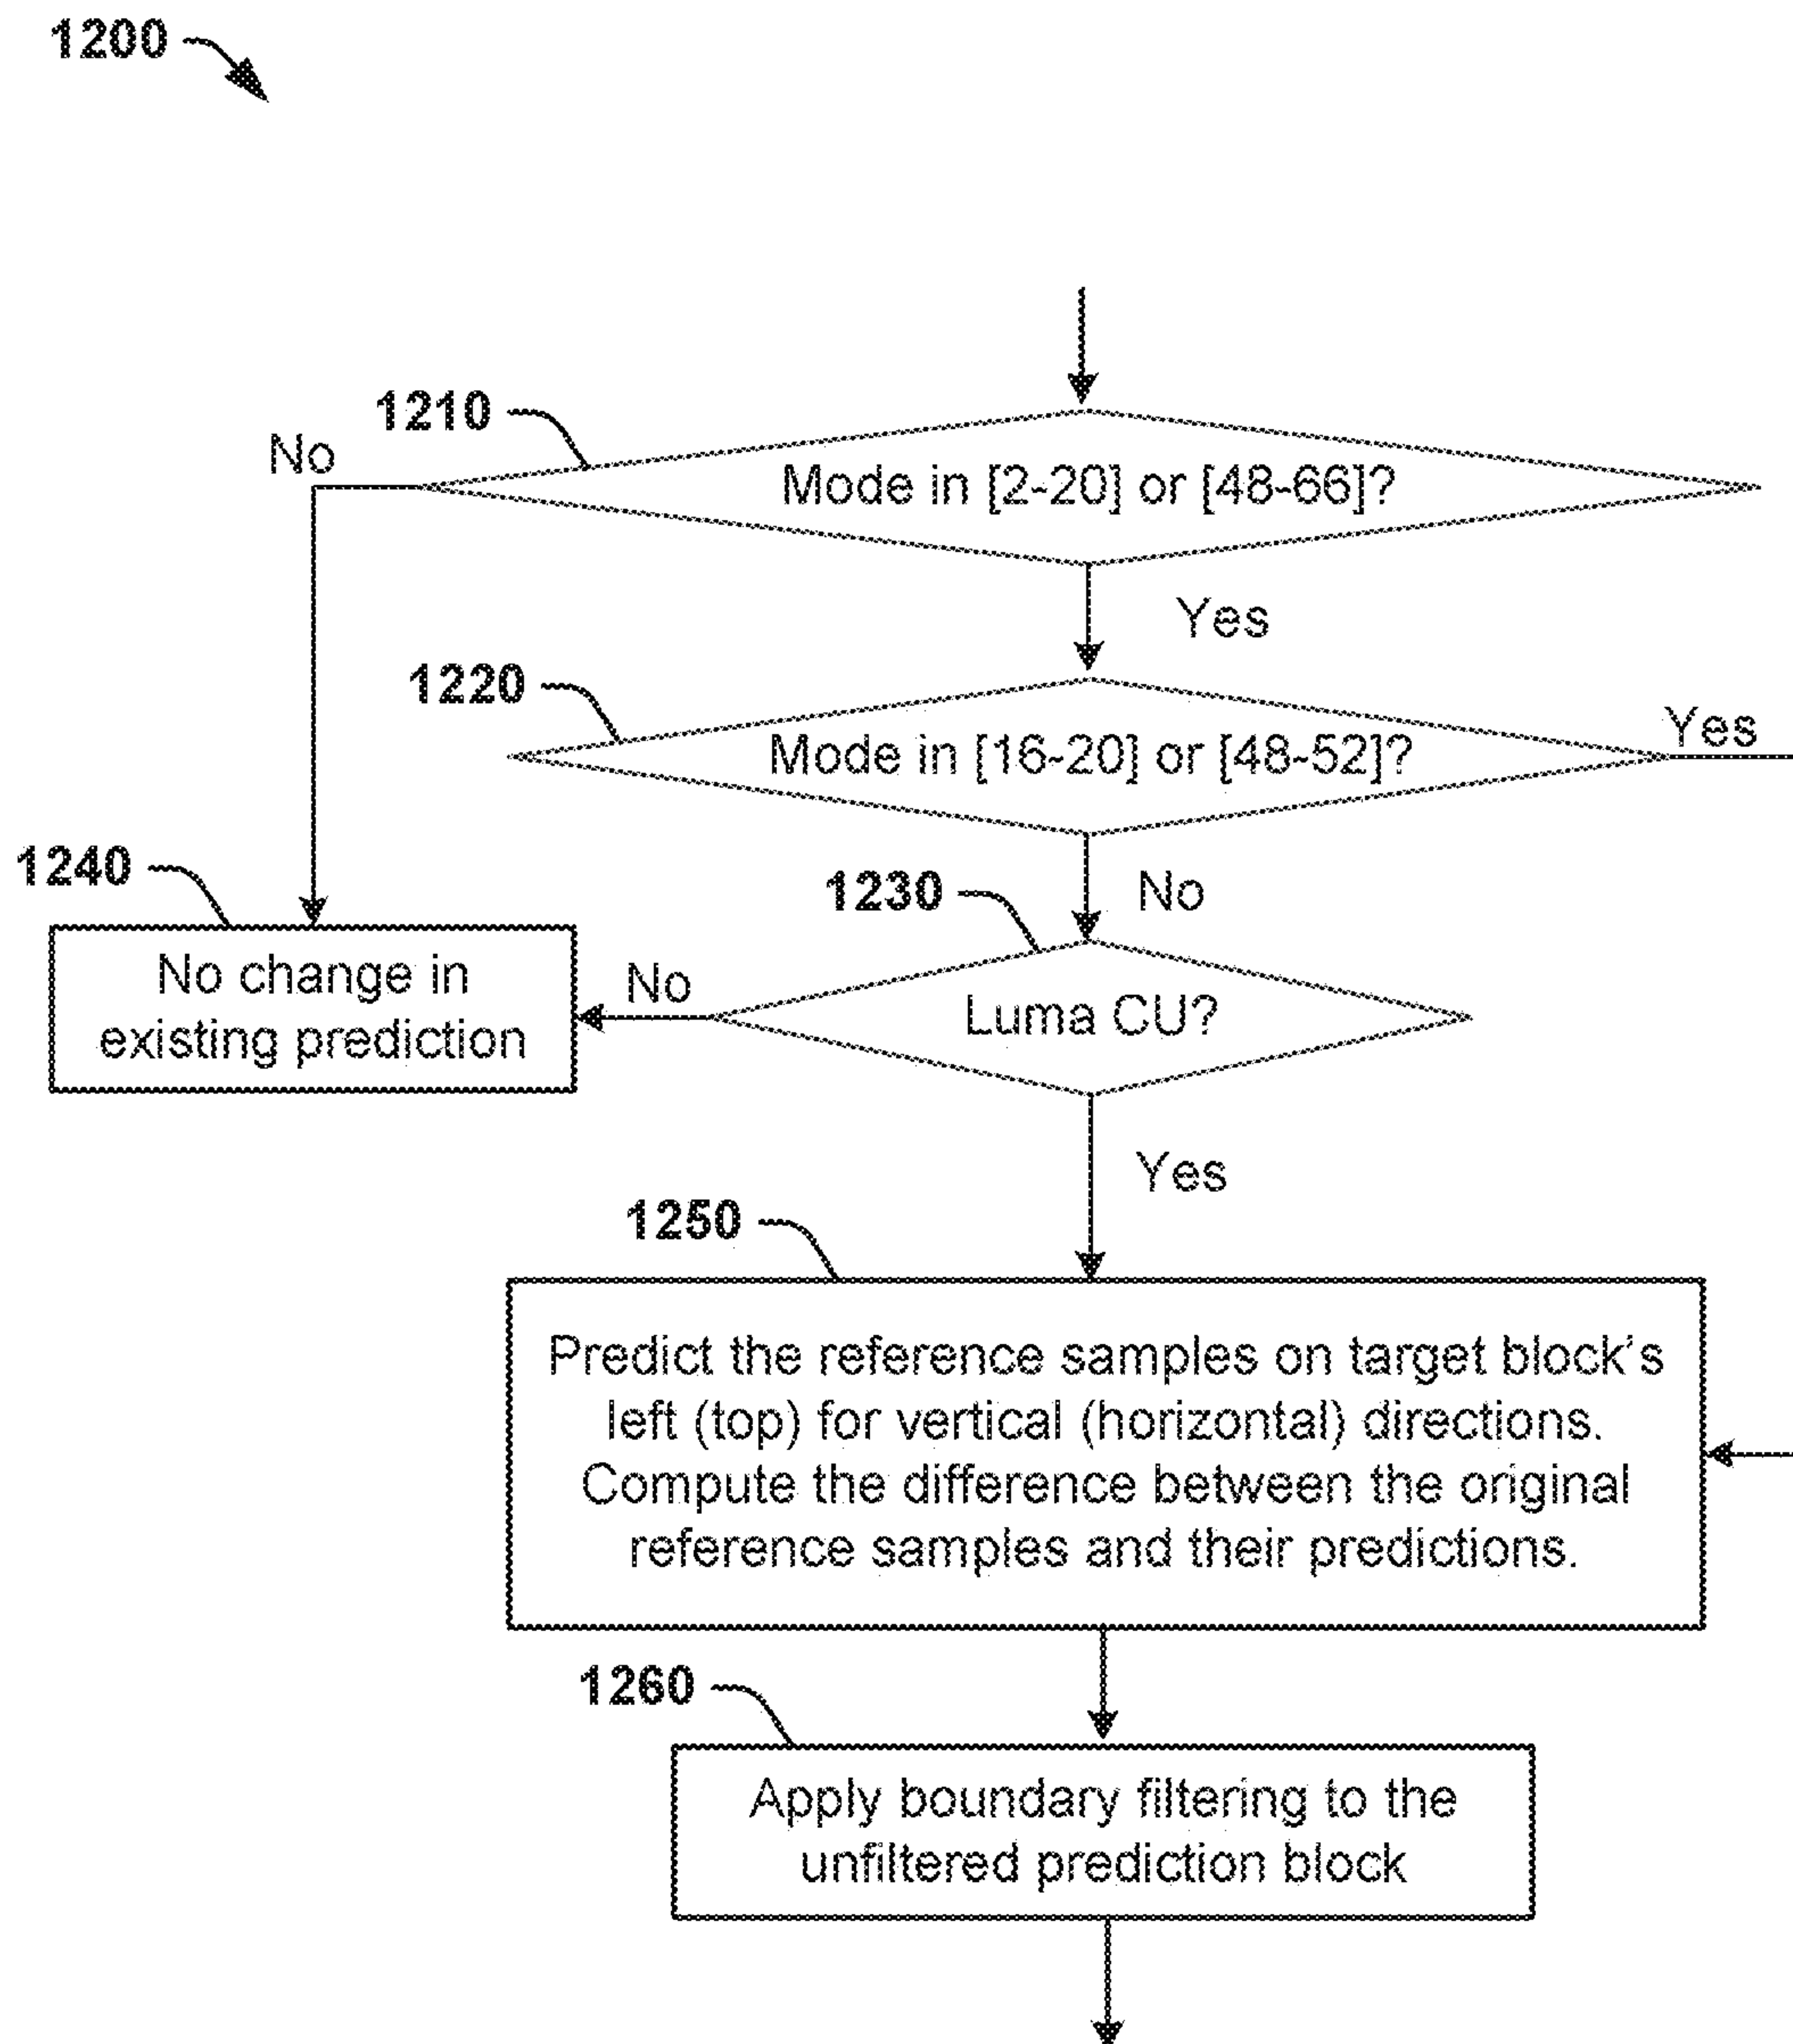 1200
1210
No
Mode in [2-20] or [48-66]?
Yes
1220
Mode in [16-20] or [48-52]?
Yes
1240
1230
No
No change in
existing prediction
No
Luma CU?
Yes
1250
Predict the reference samples on target block's
left (top) for vertical (horizontal) directions.
Compute the difference between the original
reference samples and their predictions.
1260
Apply boundary filtering to the
unfiltered prediction block